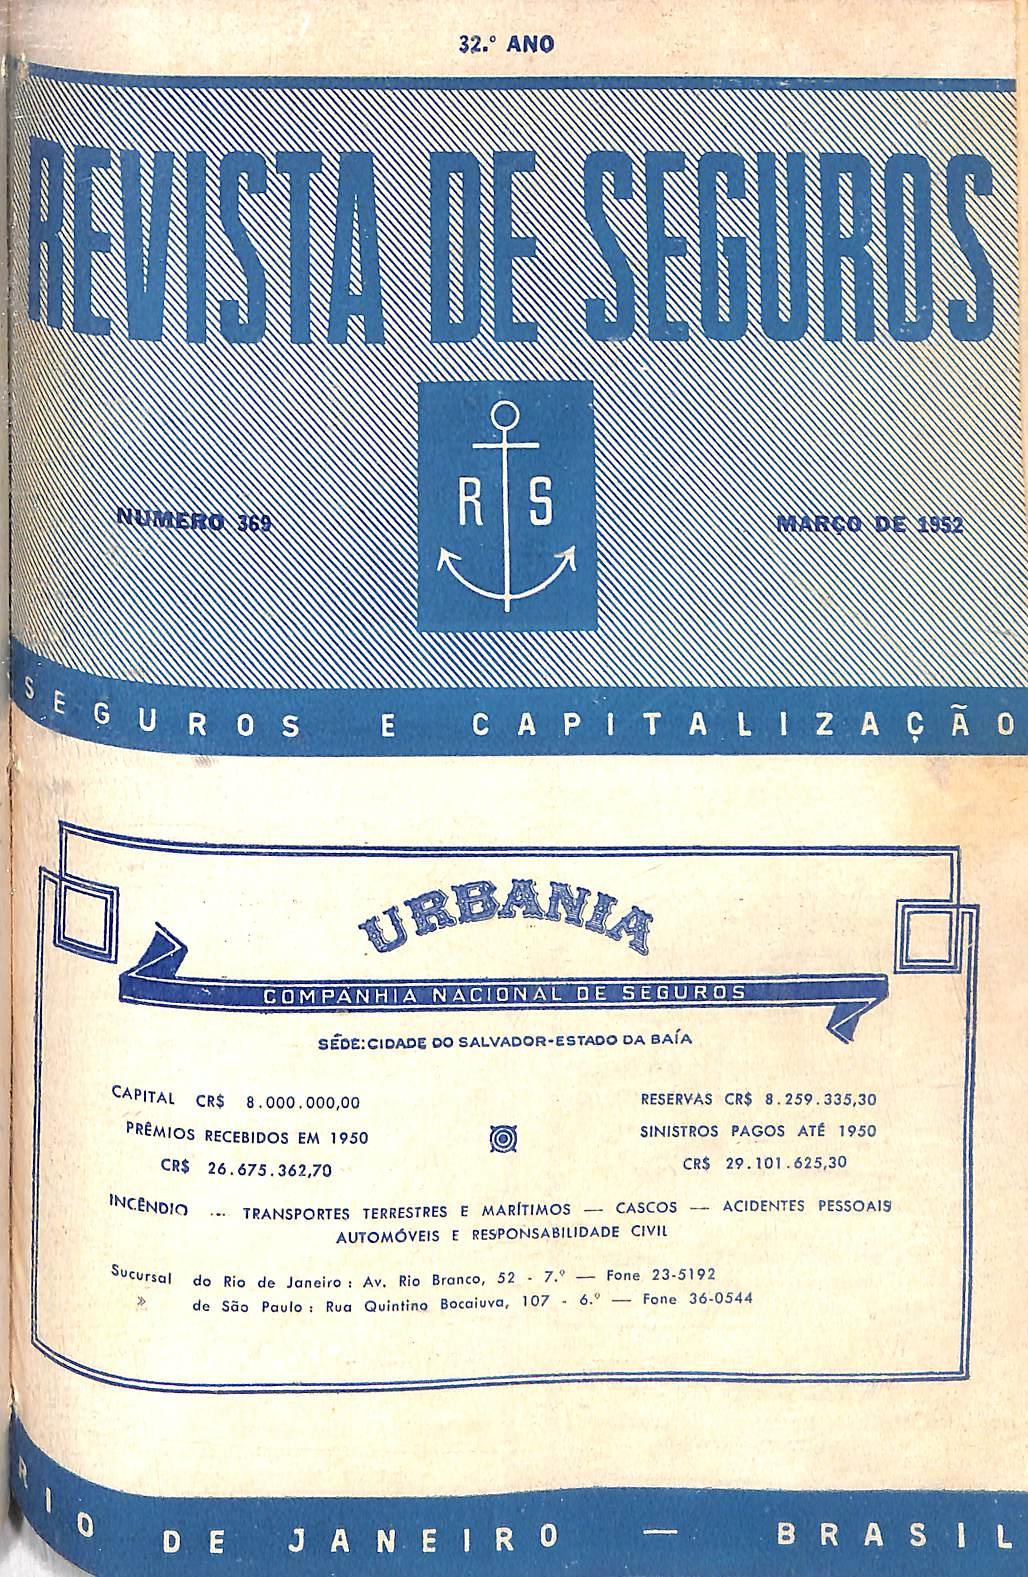 32.º ANO
REVISTA DE SEGUROS
R S
NUMERO 369
MARÇO DE 1952
SEGUROS E CAPITALIZAÇÃO
URBANIA
COMPANHIA NACIONAL DE SEGUROS
SÉDE: CIDADE DO SALVADOR-ESTADO DA BAÍA
CAPITAL CR$ 8.000.000,00
PRÊMIOS RECEBIDOS EM 1950
CR$ 26.675.362,70
RESERVAS CR$ 8.259.335,30
SINISTROS PAGOS ATÉ 1950
CR$ 29.101.625,30
INCÊNDIO — TRANSPORTES TERRESTRES E MARÍTIMOS — CASCOS — ACIDENTES PESSOAIS
AUTOMÓVEIS E RESPONSABILIDADE CIVIL
Sucursal do Rio de Janeiro : Av. Rio Branco, 52 - 7.º — Fone 23-5192
» de São Paulo : Rua Quintino Bocaiuva, 107 - 6.º — Fone 36-0544
RIO DE JANEIRO — BRASIL